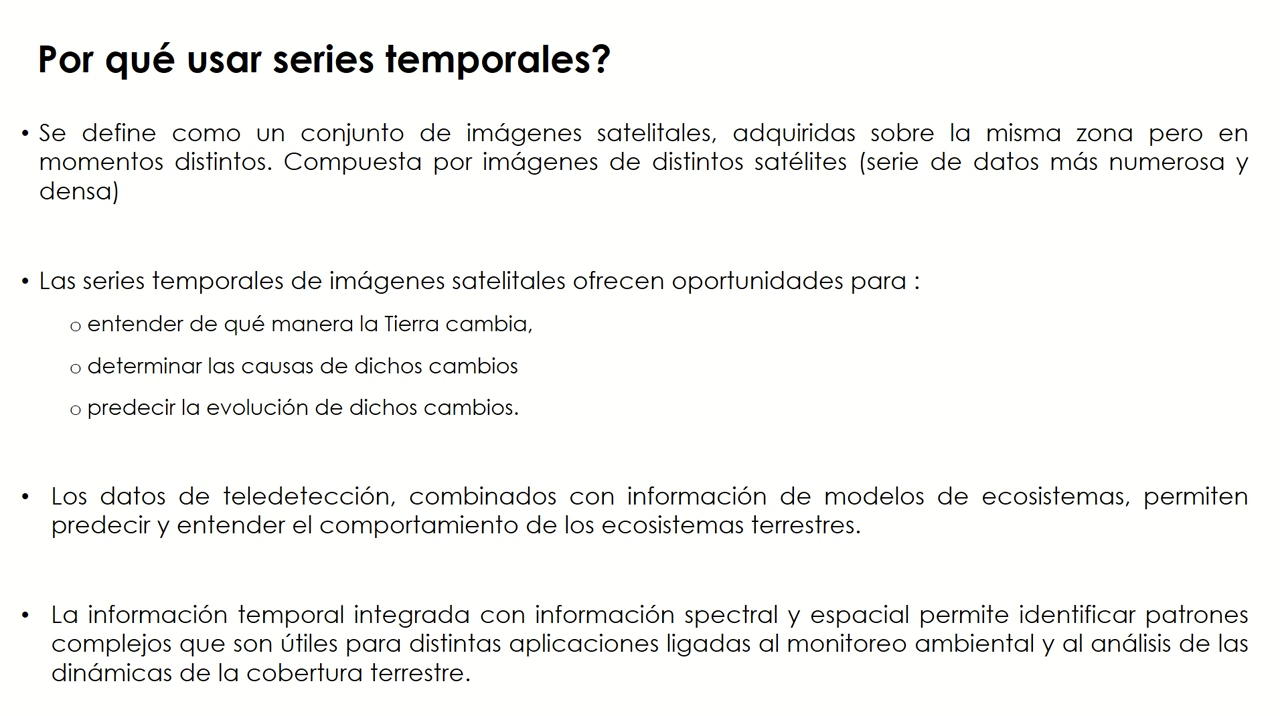 Por qué usar series temporales?
• Se define como un conjunto de imágenes satelitales, adquiridas sobre la misma zona pero en
momentos distintos. Compuesta por imágenes de distintos satélites (serie de datos más numerosa y
densa)
• Las series temporales de imágenes satelitales ofrecen oportunidades para :
o entender de qué manera la Tierra cambia,
o determinar las causas de dichos cambios
o predecir la evolución de dichos cambios.
• Los datos de teledetección, combinados con información de modelos de ecosistemas, permiten
predecir y entender el comportamiento de los ecosistemas terrestres.
• La información temporal integrada con información spectral y espacial permite identificar patrones
complejos que son útiles para distintas aplicaciones ligadas al monitoreo ambiental y al análisis de las
dinámicas de la cobertura terrestre.